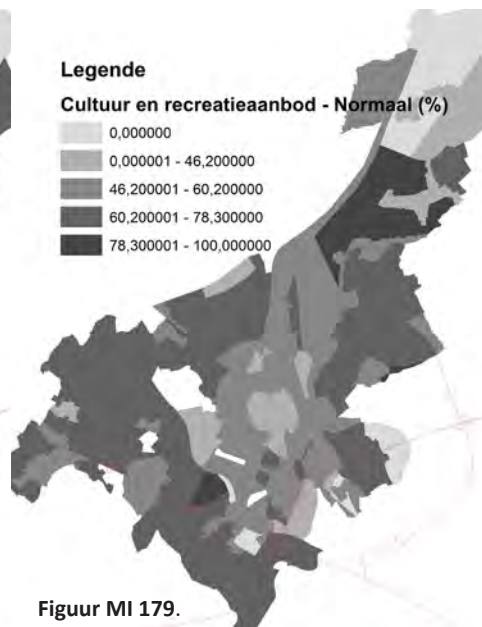 Legende
Cultuur en recreatieaanbod - Normaal (%)
0,000000
0,000001 - 46,200000
46,200001 - 60,200000
60,200001 - 78,300000
78,300001 - 100,000000
Figuur MI 179.